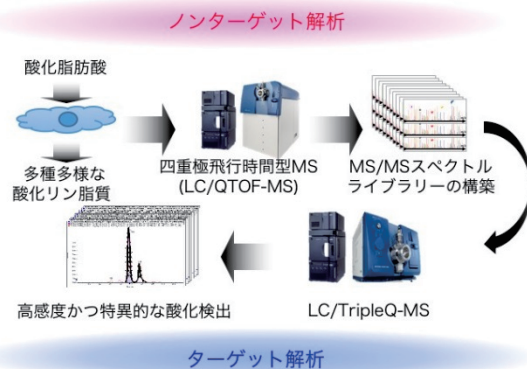 ノンターゲット解析
酸化脂肪酸
多種多様な
酸化リン脂質
四重極飛行時間型MS
(LC/QTOF-MS)
MS/MSスペクトル
ライブラリーの構築
高感度かつ特異的な酸化検出
LC/TripleQ-MS
ターゲット解析